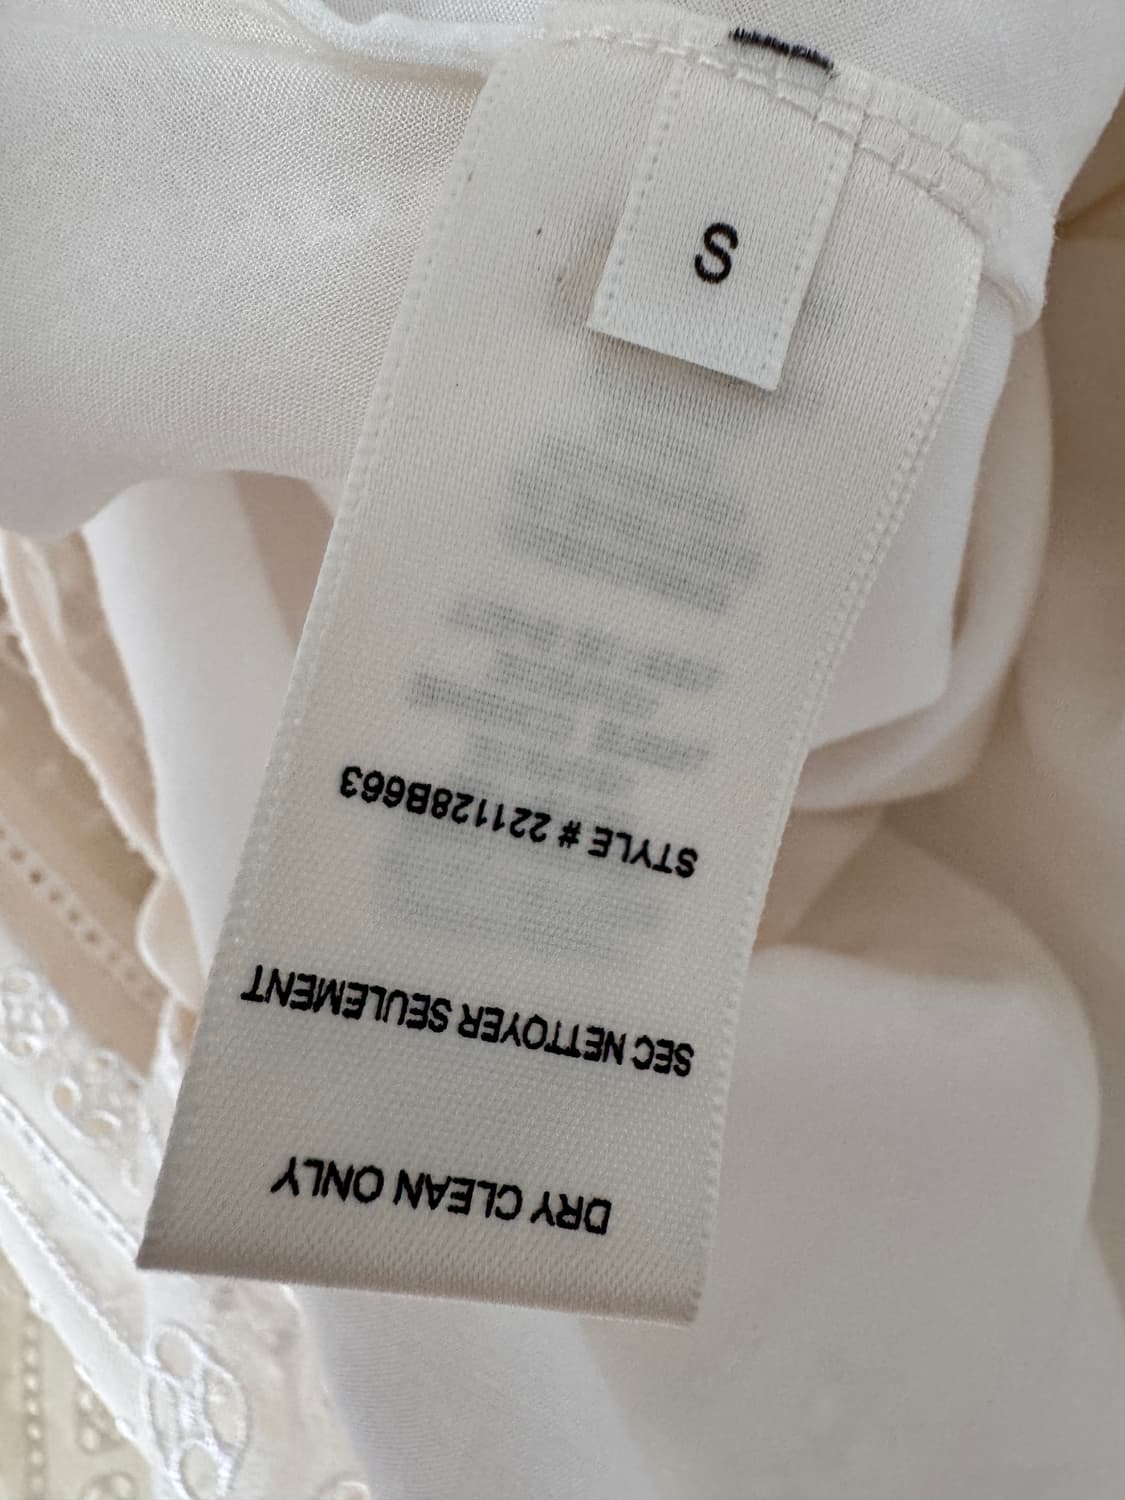 S
DRY CLEAN ONLY
SEC NETTOYER SEULEMENT
STYLE # 221128B663